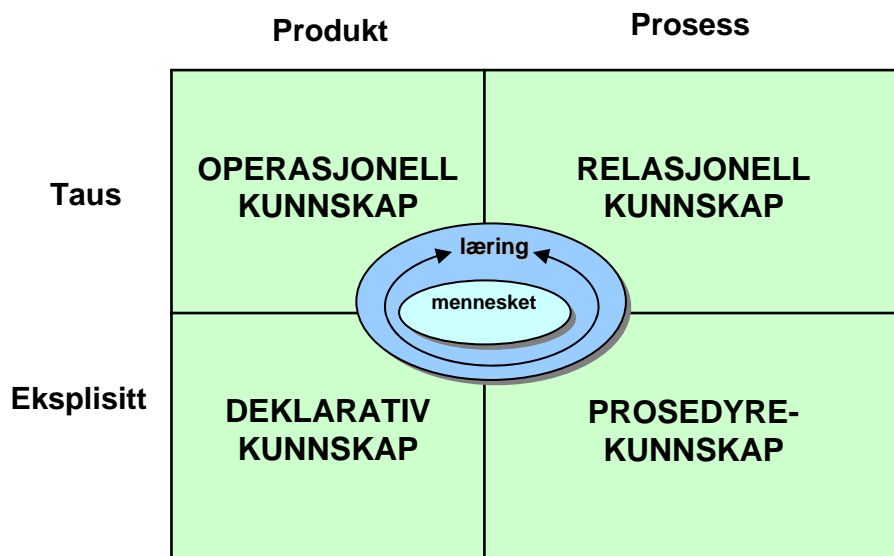 Produkt
Prosess
Taus
OPERASJONELL
KUNNSKAP
RELASJONELL
KUNNSKAP
læring
mennesket
Eksplisitt
DEKLARATIV
KUNNSKAP
PROSEDYRE-
KUNNSKAP